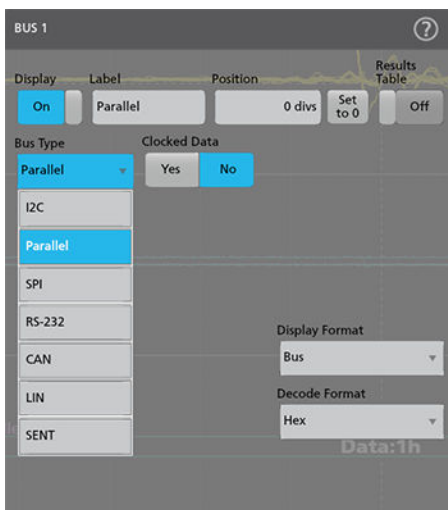 BUS 1
?
Display Label Position Results Table
On Parallel 0 divs Set to 0 Off
Bus Type Clocked Data
Parallel Yes No
I2C
Parallel
SPI
RS-232
CAN
LIN
SENT
Display Format
Bus
Decode Format
Hex
Data:1h